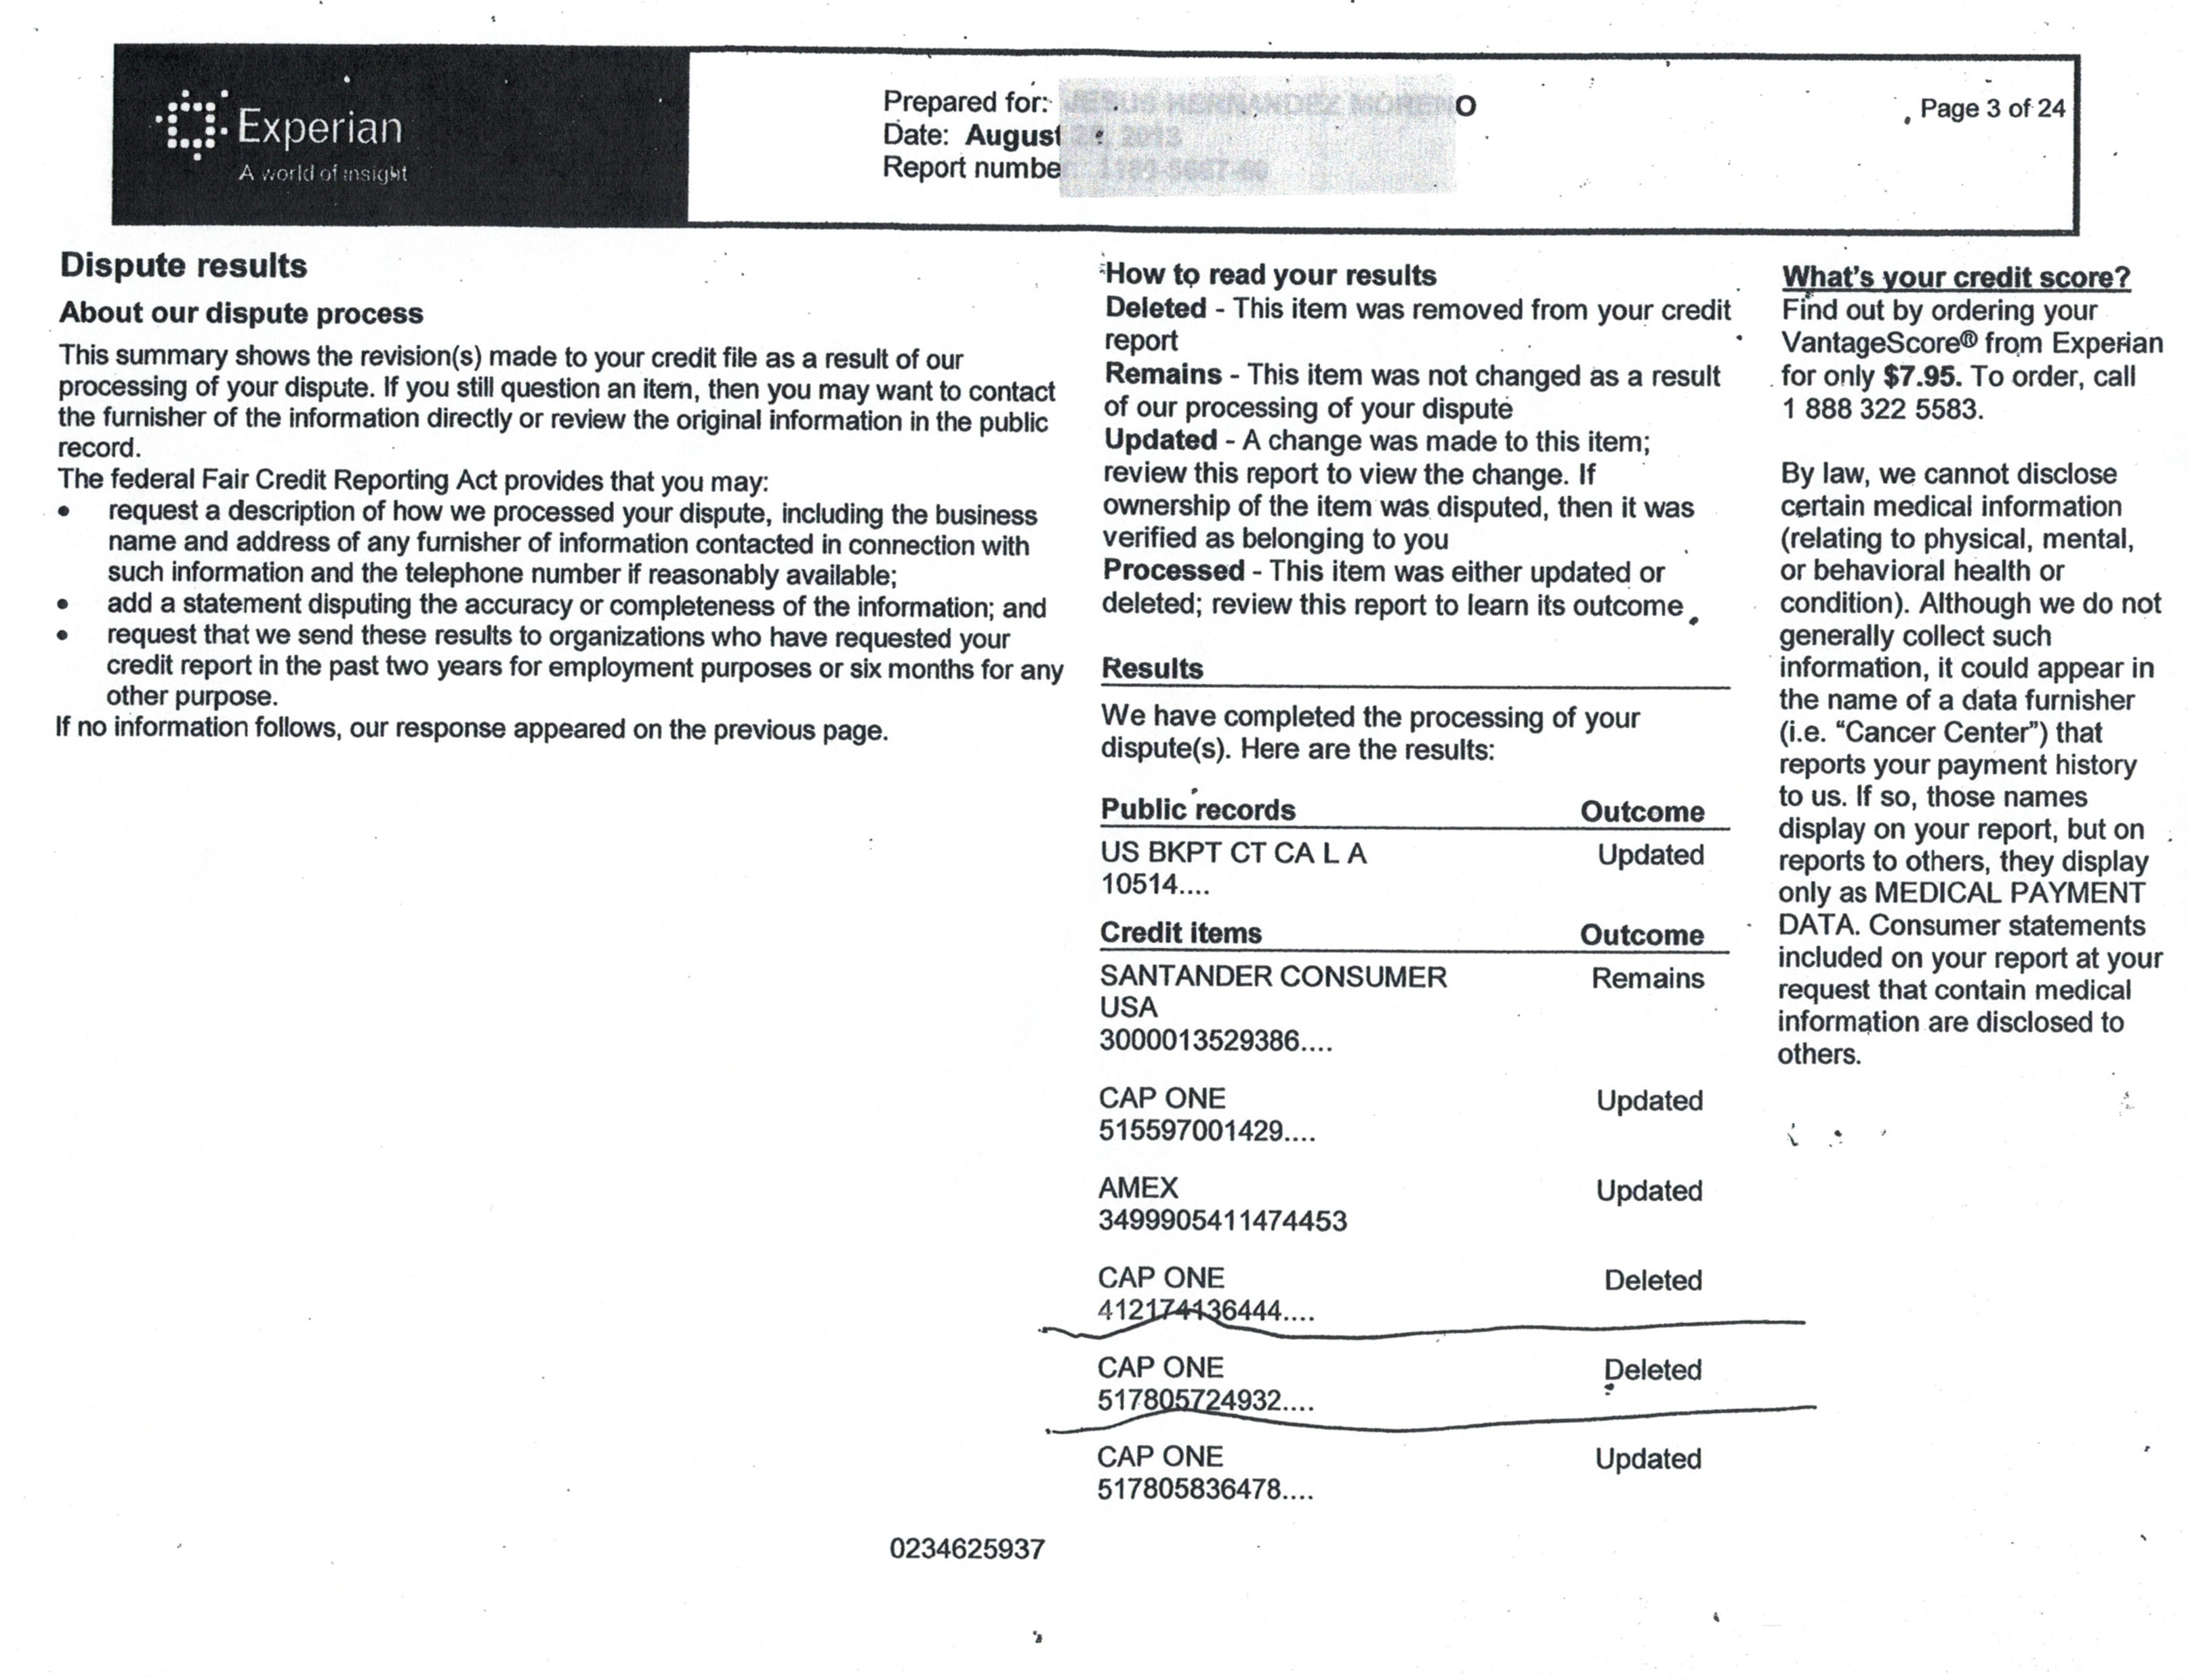 Experian
A world of insight
Prepared for:
Date: August
Report number
Page 3 of 24
Dispute results
About our dispute process
This summary shows the revision(s) made to your credit file as a result of our
processing of your dispute. If you still question an item, then you may want to contact
the furnisher of the information directly or review the original information in the public
record.
The federal Fair Credit Reporting Act provides that you may:
• request a description of how we processed your dispute, including the business
name and address of any furnisher of information contacted in connection with
such information and the telephone number if reasonably available;
• add a statement disputing the accuracy or completeness of the information; and
• request that we send these results to organizations who have requested your
credit report in the past two years for employment purposes or six months for any
other purpose.
If no information follows, our response appeared on the previous page.
How to read your results
Deleted - This item was removed from your credit
report
Remains - This item was not changed as a result
of our processing of your dispute
Updated - A change was made to this item;
review this report to view the change. If
ownership of the item was disputed, then it was
verified as belonging to you
Processed - This item was either updated or
deleted; review this report to learn its outcome
Results
We have completed the processing of your
dispute(s). Here are the results:
Public records Outcome
US BKPT CT CA L A Updated
10514....
Credit items Outcome
SANTANDER CONSUMER Remains
USA
3000013529386....
CAP ONE Updated
515597001429....
AMEX Updated
3499905411474453
CAP ONE Deleted
412174136444....
CAP ONE Deleted
517805724932....
CAP ONE Updated
517805836478....
What's your credit score?
Find out by ordering your
VantageScore® from Experian
for only $7.95. To order, call
1 888 322 5583.
By law, we cannot disclose
certain medical information
(relating to physical, mental,
or behavioral health or
condition). Although we do not
generally collect such
information, it could appear in
the name of a data furnisher
(i.e. “Cancer Center”) that
reports your payment history
to us. If so, those names
display on your report, but on
reports to others, they display
only as MEDICAL PAYMENT
DATA. Consumer statements
included on your report at your
request that contain medical
information are disclosed to
others.
0234625937